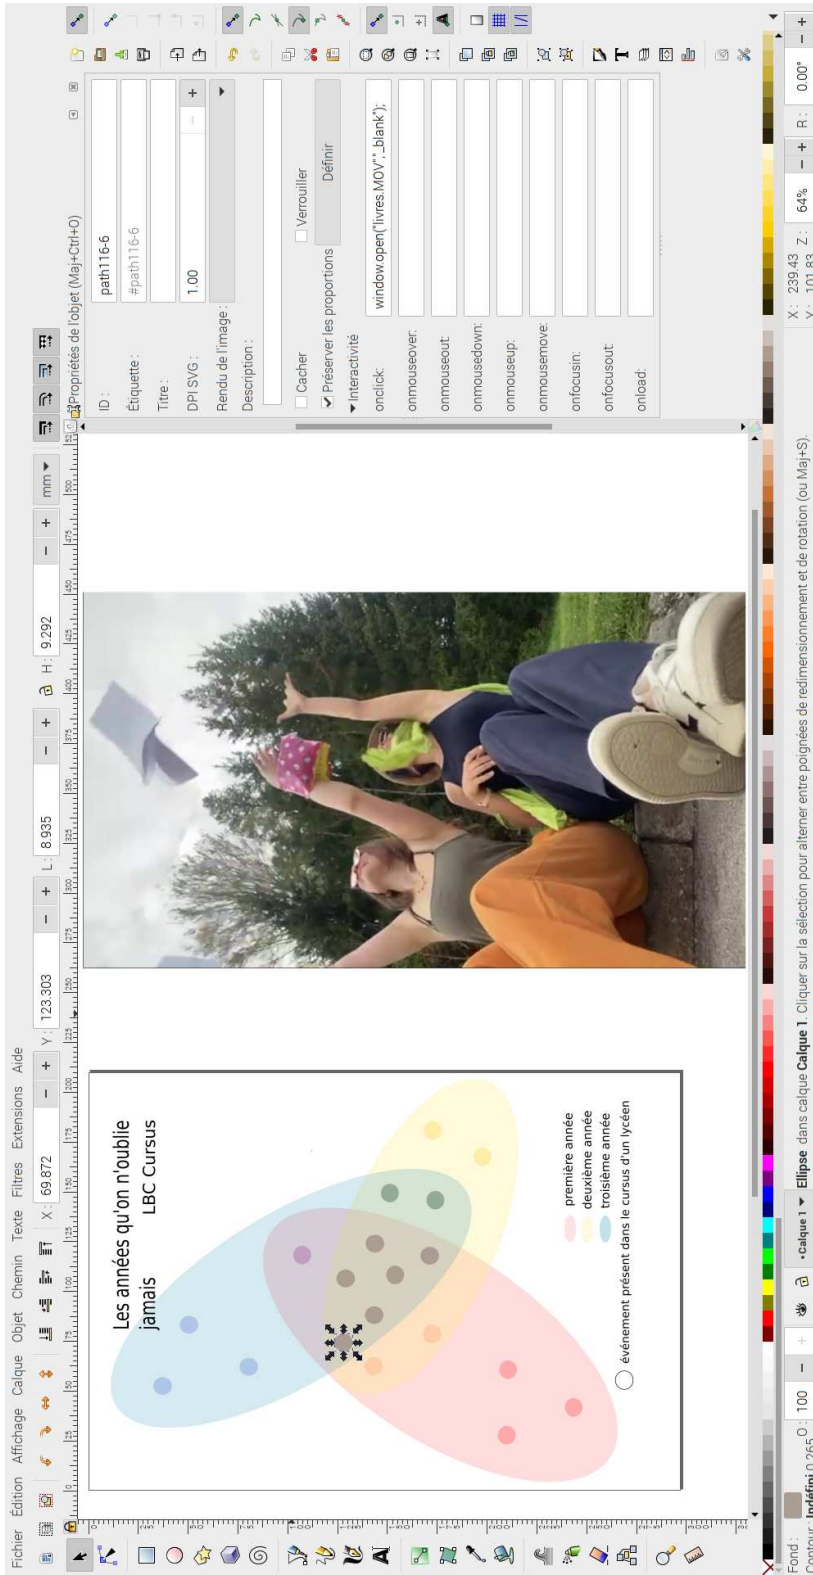 Fichier Édition Affichage Calque Objet Chemin Texte Filtres Extensions Aide
X : 69.872 − + Y : 123.303 − + L : 8.935 − + H : 9.292 − + mm
Les années qu'on n'oublie
jamais LBC Cursus
première année
deuxième année
troisième année
événement présent dans le cursus d'un lycéen
Propriétés de l'objet (Maj+Ctrl+O)
ID : path116-6
Étiquette : #path116-6
Titre :
DPI SVG : 1.00 − +
Rendu de l'image :
Description :
Cacher Verrouiller
Préserver les proportions Définir
Interactivité
onclick: window.open("livres.MOV","_blank");
onmouseover:
onmouseout:
onmousedown:
onmouseup:
onmousemove:
onfocusin:
onfocusout:
onload:
Fond : O : 100 − + •Calque 1 Ellipse dans calque Calque 1. Cliquer sur la sélection pour alterner entre poignées de redimensionnement et de rotation (ou Maj+S). X : 239.43 Z : 64% − + R : 0.00° − +
Contour : Indéfini 0.265 Y : 101.83